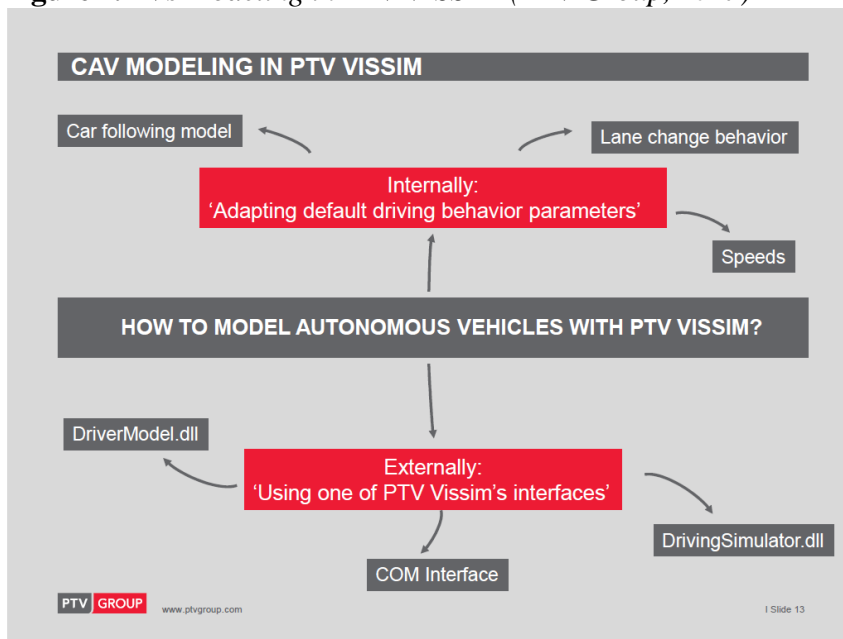 CAV MODELING IN PTV VISSIM
Car following model
Lane change behavior
Internally:
‘Adapting default driving behavior parameters’
Speeds
HOW TO MODEL AUTONOMOUS VEHICLES WITH PTV VISSIM?
DriverModel.dll
Externally:
‘Using one of PTV Vissim’s interfaces’
DrivingSimulator.dll
COM Interface
PTV GROUP www.ptvgroup.com
I Slide 13